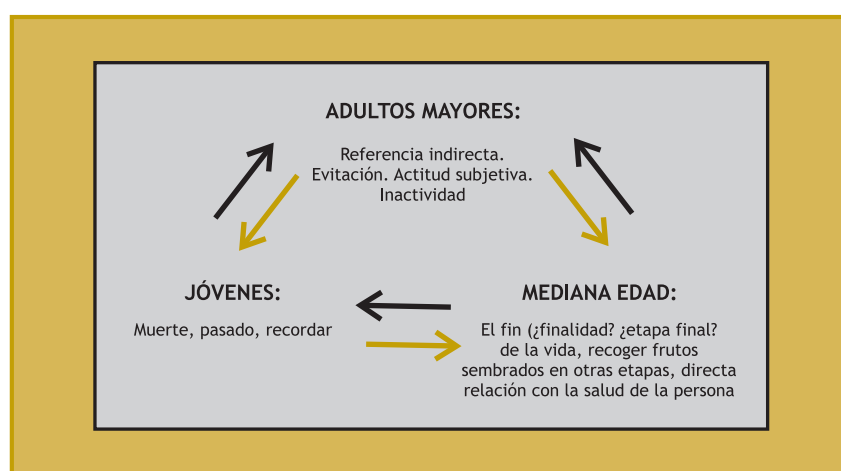 ADULTOS MAYORES:
Referencia indirecta.
Evitación. Actitud subjetiva.
Inactividad
JÓVENES:
Muerte, pasado, recordar
MEDIANA EDAD:
El fin (¿finalidad? ¿etapa final?
de la vida, recoger frutos
sembrados en otras etapas, directa
relación con la salud de la persona